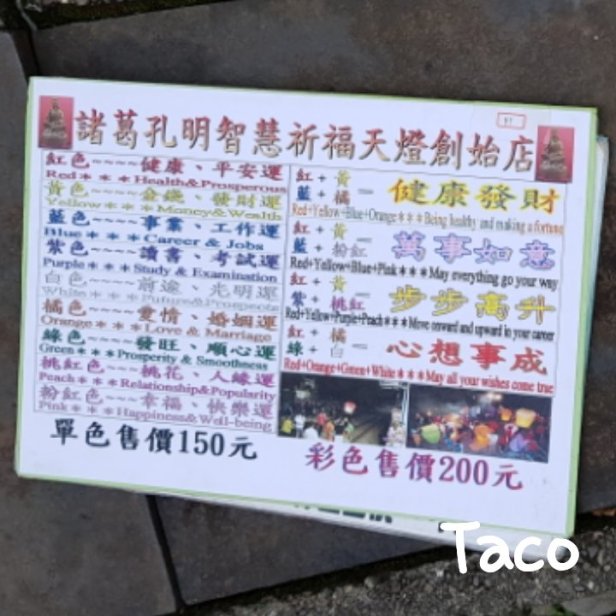 諸葛孔明智慧祈福天燈創始店
紅色~~~~健康、平安運
Red＊＊＊Health&Prosperous
黃色~~~~金錢、發財運
Yellow＊＊＊Money&Wealth
藍色~~~~事業、工作運
Blue＊＊＊Career & Jobs
紫色~~~~讀書、考試運
Purple＊＊＊Study & Examination
白色~~~~前途、光明運
White＊＊＊Future&Prospects
橘色~~~~愛情、婚姻運
Orange＊＊＊Love & Marriage
綠色~~~~發旺、順心運
Green＊＊＊Prosperity & Smoothness
桃紅色~~~~桃花、人緣運
Peach＊＊＊Relationship&Popularity
粉紅色~~~~幸福、快樂運
Pink＊＊＊Happiness&Well-being
單色售價150元
紅+黃
藍+橘 = 健康發財
Red+Yellow+Blue+Orange＊＊＊Being healthy and making a fortune
紅+黃
藍+粉紅 = 萬事如意
Red+Yellow+Blue+Pink＊＊＊May everything go your way
紅+黃
紫+桃紅 = 步步高升
Red+Yellow+Purple+Peach＊＊＊Move onward and upward in your career
紅+橘
綠+白 = 心想事成
Red+Orange+Green+White＊＊＊May all your wishes come true
彩色售價200元
Taco